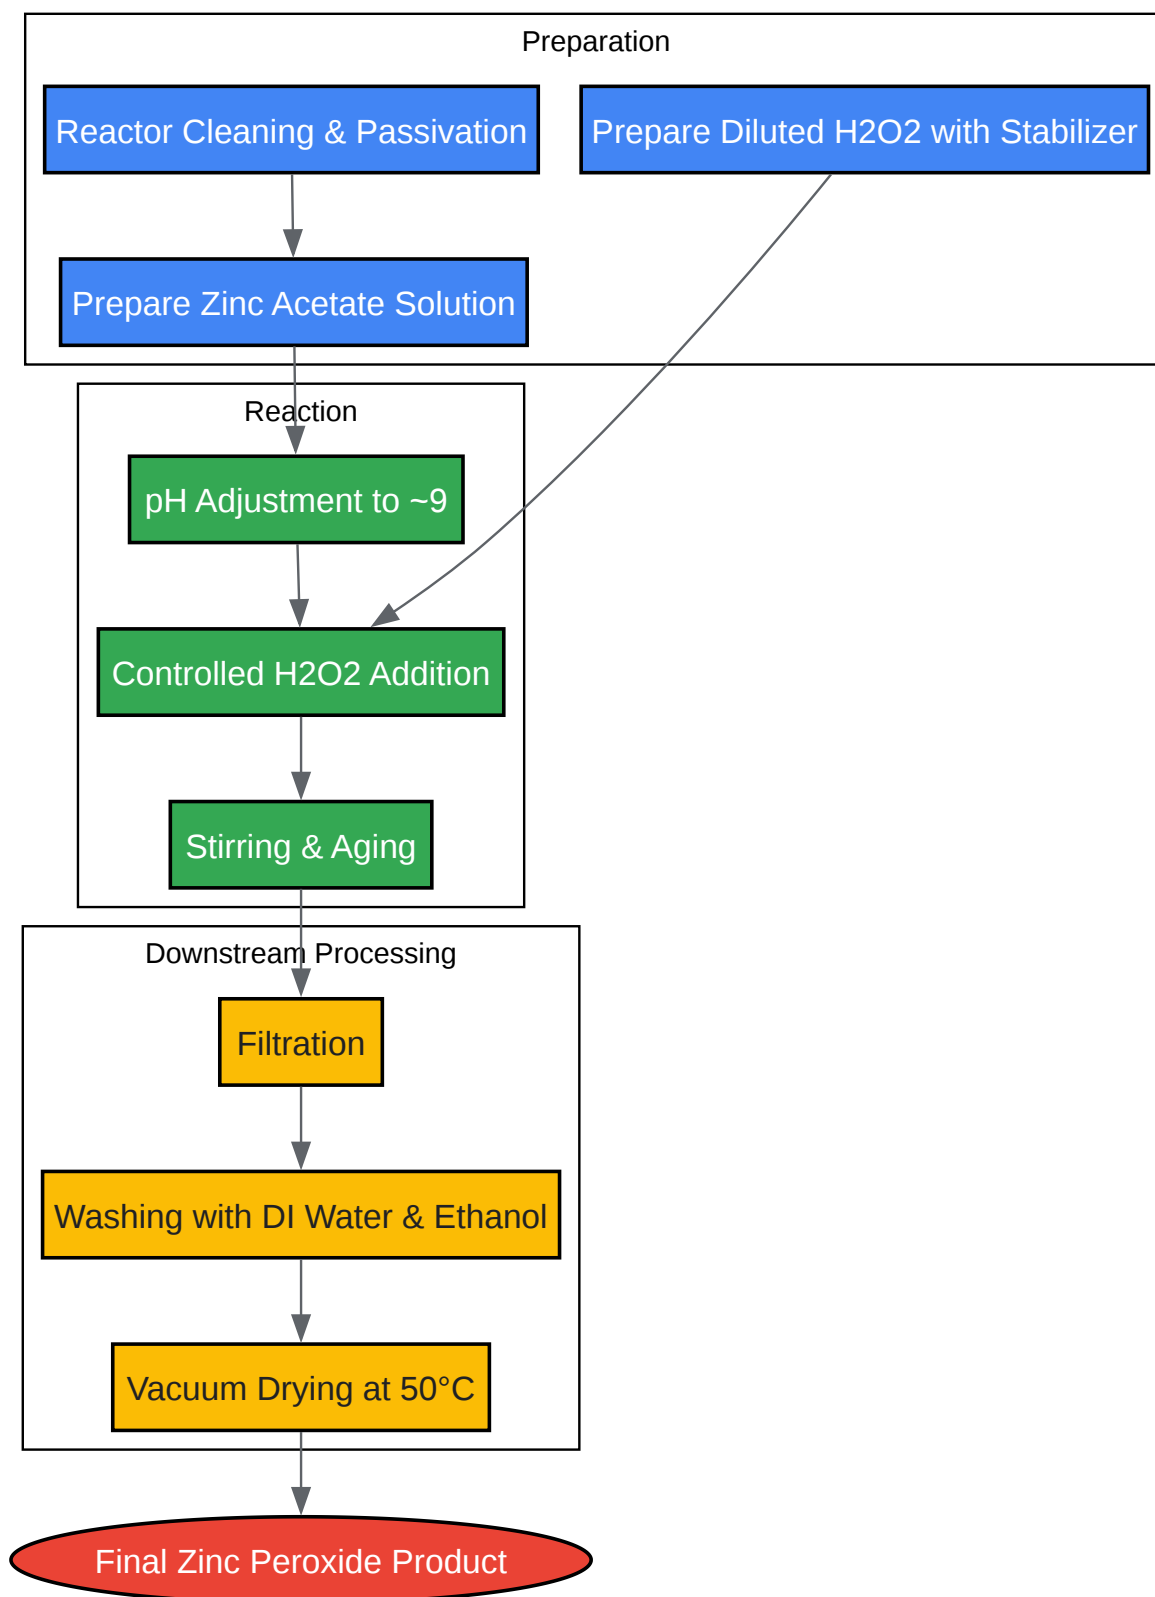 Preparation
Reactor Cleaning & Passivation
Prepare Diluted H2O2 with Stabilizer
Prepare Zinc Acetate Solution
Reaction
pH Adjustment to ~9
Controlled H2O2 Addition
Stirring & Aging
Downstream Processing
Filtration
Washing with DI Water & Ethanol
Vacuum Drying at 50°C
Final Zinc Peroxide Product